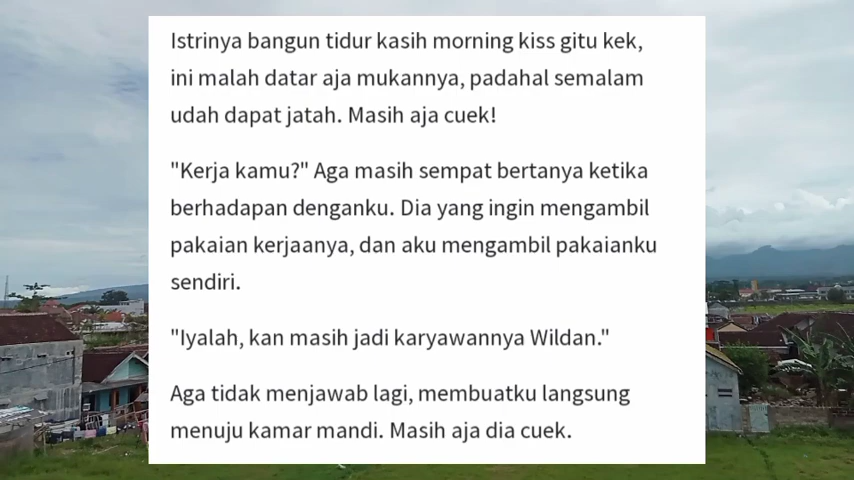 Istrinya bangun tidur kasih morning kiss gitu kek,
ini malah datar aja mukannya, padahal semalam
udah dapat jatah. Masih aja cuek!
"Kerja kamu?" Aga masih sempat bertanya ketika
berhadapan denganku. Dia yang ingin mengambil
pakaian kerjaanya, dan aku mengambil pakaianku
sendiri.
"Iyalah, kan masih jadi karyawannya Wildan."
Aga tidak menjawab lagi, membuatku langsung
menuju kamar mandi. Masih aja dia cuek.